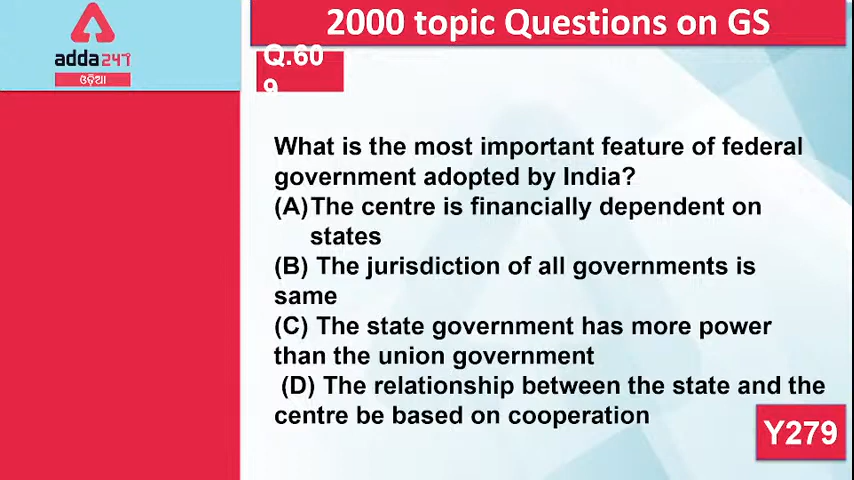 2000 topic Questions on GS
adda247
ଓଡ଼ିଆ
Q.60
9
What is the most important feature of federal
government adopted by India?
(A)The centre is financially dependent on
states
(B) The jurisdiction of all governments is
same
(C) The state government has more power
than the union government
(D) The relationship between the state and the
centre be based on cooperation
Y279